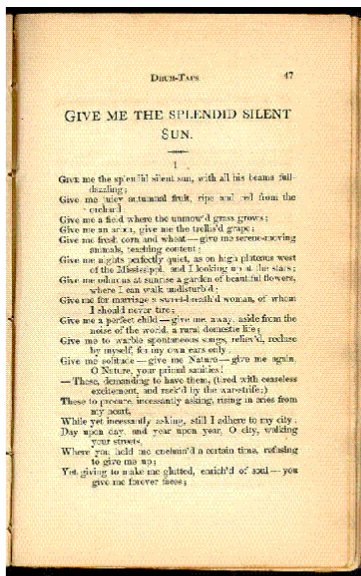 DRUM-TAPS. 47
GIVE ME THE SPLENDID SILENT
SUN.
1
GIVE me the splendid silent sun, with all his beams full-
dazzling;
Give me juicy autumnal fruit, ripe and red from the
orchard;
Give me a field where the unmow'd grass grows;
Give me an arbor, give me the trellis'd grape;
Give me fresh corn and wheat—give me serene-moving
animals, teaching content;
Give me nights perfectly quiet, as on high plateaus west
of the Mississippi, and I looking up at the stars;
Give me odorous at sunrise a garden of beautiful flowers,
where I can walk undisturb'd;
Give me for marriage a sweet-breath'd woman, of whom
I should never tire;
Give me a perfect child—give me, away, aside from the
noise of the world, a rural domestic life;
Give me to warble spontaneous songs, reliev'd, recluse
by myself, for my own ears only;
Give me solitude—give me Nature—give me again,
O Nature, your primal sanities!
—These, demanding to have them, (tired with ceaseless
excitement, and rack'd by the war-strife;)
These to procure, incessantly asking, rising in cries from
my heart,
While yet incessantly asking, still I adhere to my city;
Day upon day, and year upon year, O city, walking
your streets,
Where you hold me enchain'd a certain time, refusing
to give me up;
Yet giving to make me glutted, enrich'd of soul—you
give me forever faces;